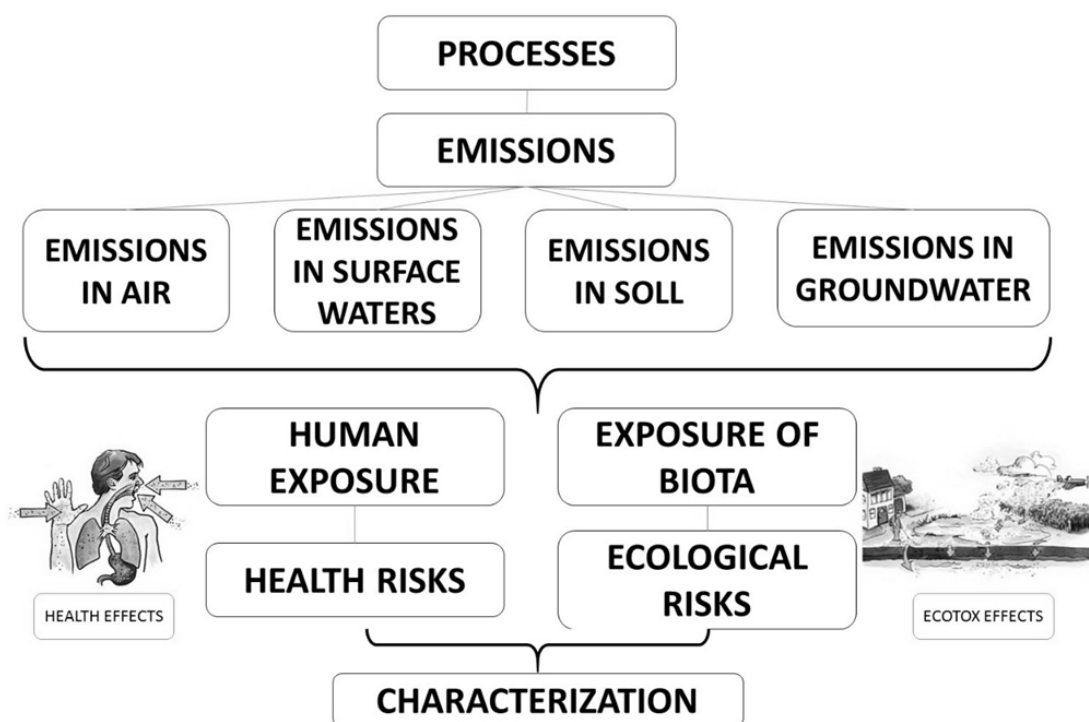 PROCESSES
EMISSIONS
EMISSIONS
IN AIR
EMISSIONS
IN SURFACE
WATERS
EMISSIONS
IN SOLL
EMISSIONS IN
GROUNDWATER
HUMAN
EXPOSURE
EXPOSURE OF
BIOTA
HEALTH RISKS
ECOLOGICAL
RISKS
HEALTH EFFECTS
ECOTOX EFFECTS
CHARACTERIZATION